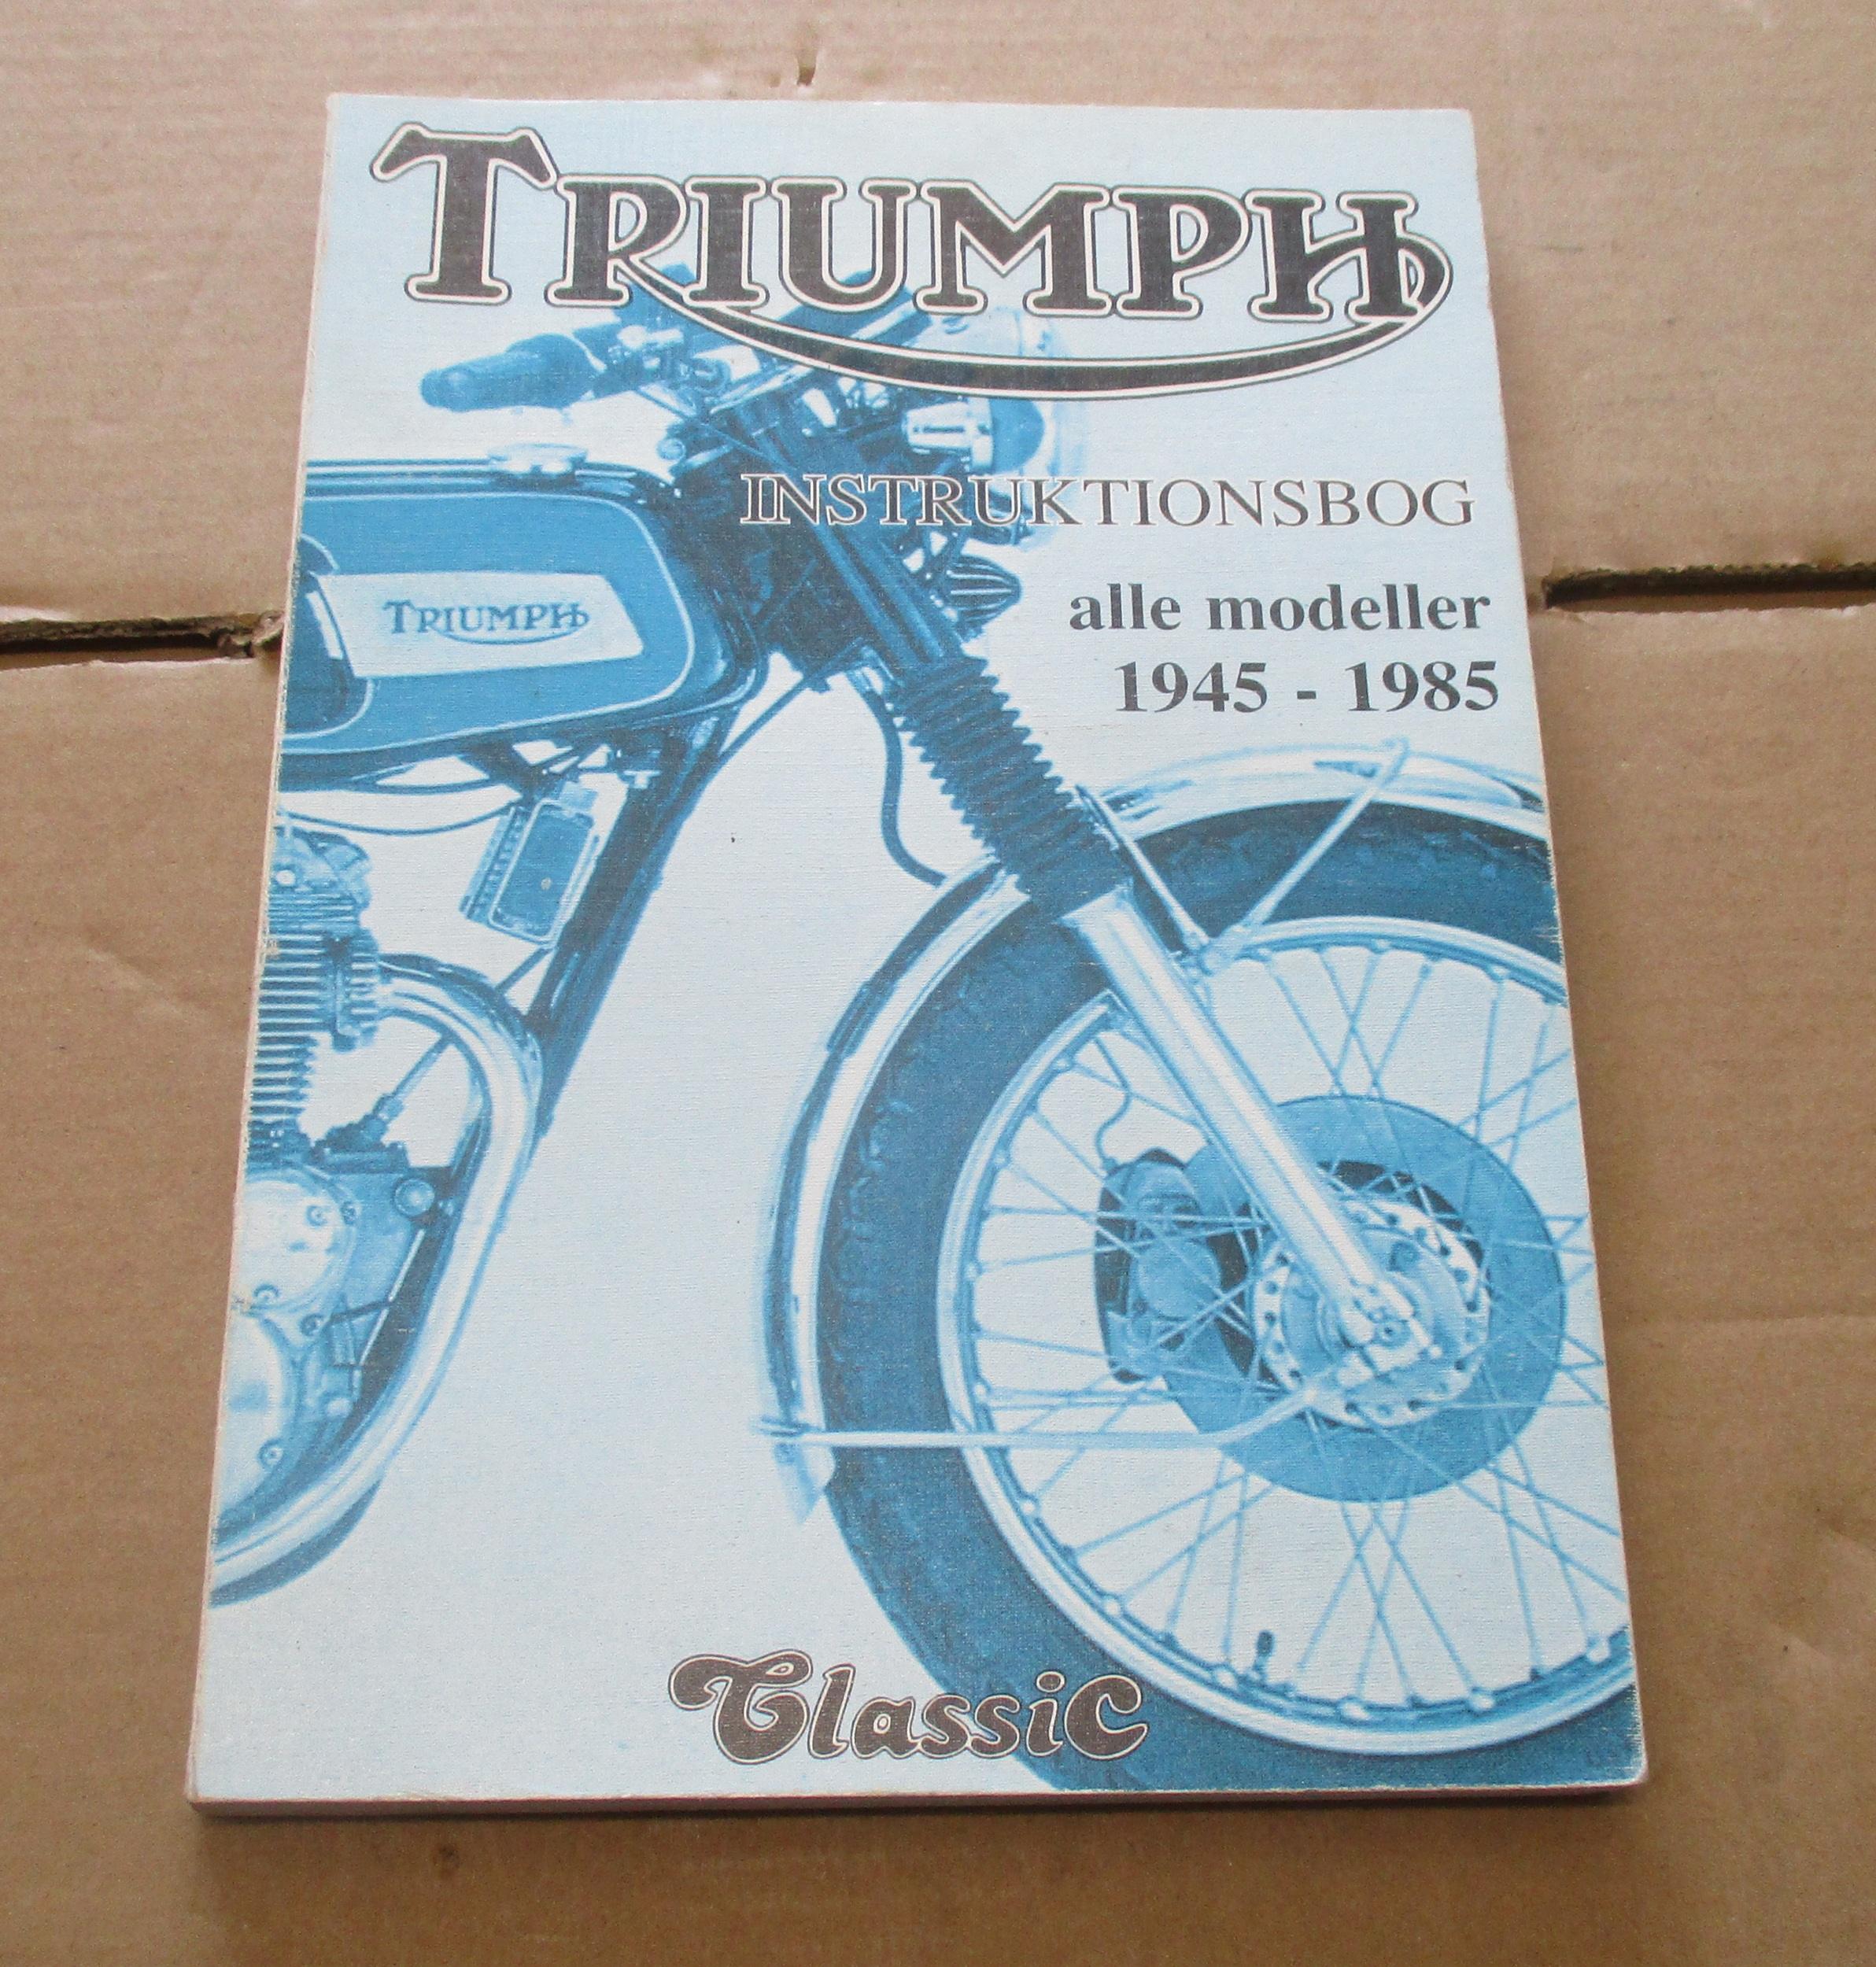 TRIUMPH
INSTRUKTIONSBOG
alle modeller
1945 - 1985
TRIUMPH
Classic